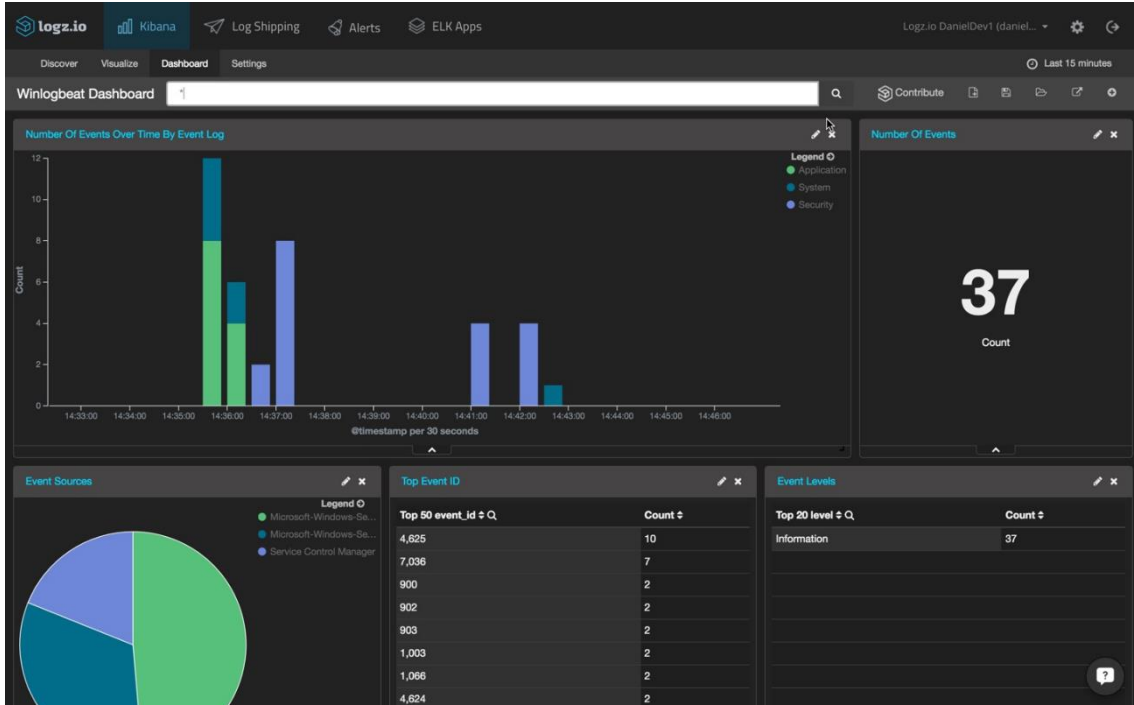 logz.io Kibana Log Shipping Alerts ELK Apps Logz.io DanielDev1 (daniel...
Discover Visualize Dashboard Settings Last 15 minutes
Winlogbeat Dashboard * Contribute
Number Of Events Over Time By Event Log
Legend
Application
System
Security
12
10
8
6
4
2
0
Count
14:33:00 14:34:00 14:35:00 14:36:00 14:37:00 14:38:00 14:39:00 14:40:00 14:41:00 14:42:00 14:43:00 14:44:00 14:45:00 14:46:00
@timestamp per 30 seconds
Number Of Events
37
Count
Event Sources
Legend
Microsoft-Windows-Se...
Microsoft-Windows-Se...
Service Control Manager
Top Event ID
Top 50 event_id Count
4,625 10
7,036 7
900 2
902 2
903 2
1,003 2
1,066 2
4,624 2
Event Levels
Top 20 level Count
Information 37
?